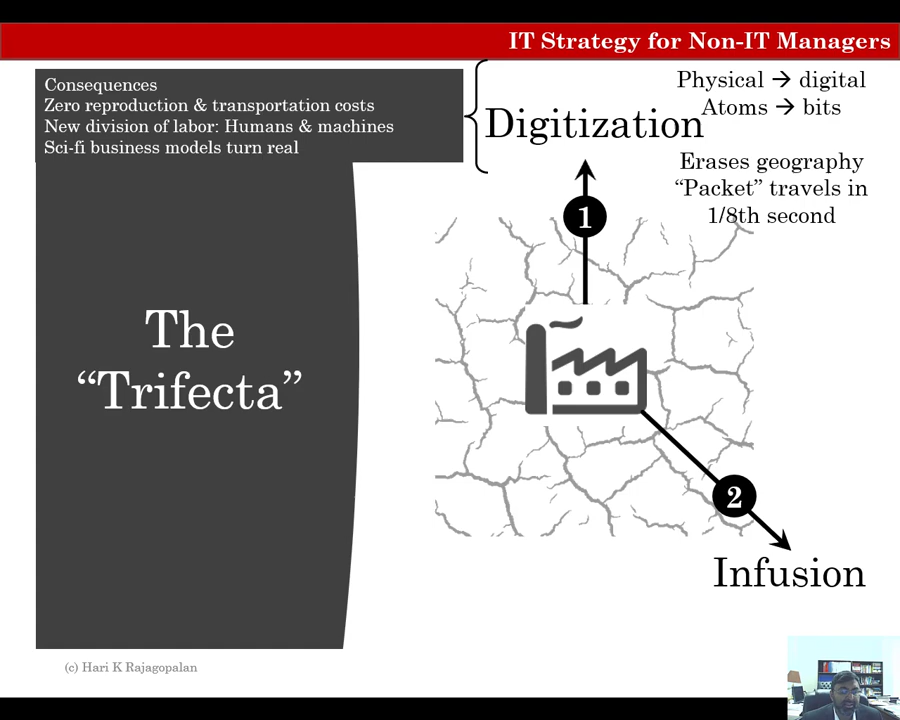 IT Strategy for Non-IT Managers
Consequences
Zero reproduction & transportation costs
New division of labor: Humans & machines
Sci-fi business models turn real
Digitization
Physical → digital
Atoms → bits
Erases geography
“Packet” travels in
1/8th second
1
The
“Trifecta”
2
Infusion
(c) Hari K Rajagopalan